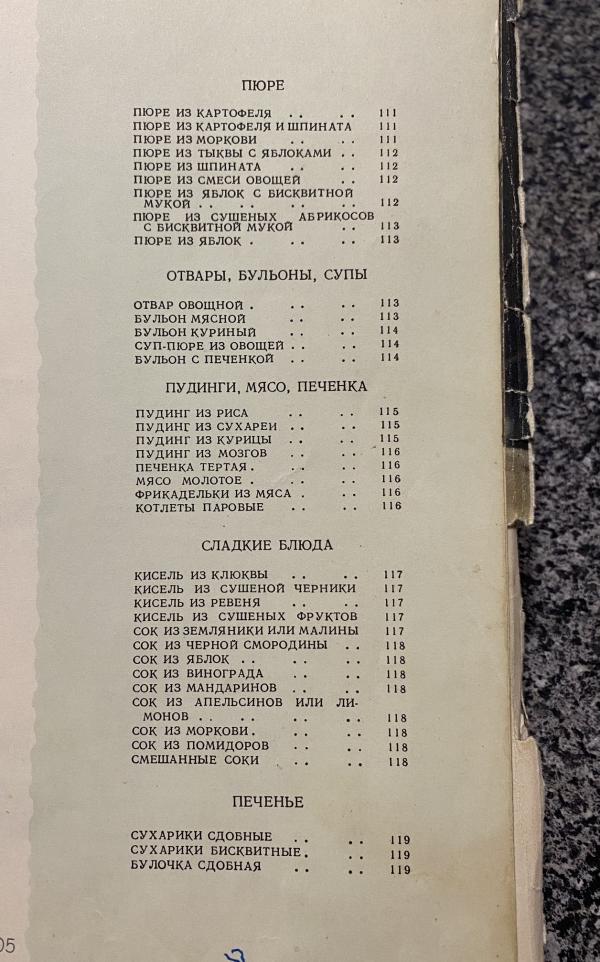 ПЮРЕ
ПЮРЕ ИЗ КАРТОФЕЛЯ . . . . 111
ПЮРЕ ИЗ КАРТОФЕЛЯ И ШПИНАТА 111
ПЮРЕ ИЗ МОРКОВИ . . . . 111
ПЮРЕ ИЗ ТЫКВЫ С ЯБЛОКАМИ . . 112
ПЮРЕ ИЗ ШПИНАТА . . . . 112
ПЮРЕ ИЗ СМЕСИ ОВОЩЕЙ . . 112
ПЮРЕ ИЗ ЯБЛОК С БИСКВИТНОЙ
МУКОЙ . . . . . . . . 112
ПЮРЕ ИЗ СУШЕНЫХ АБРИКОСОВ
С БИСКВИТНОЙ МУКОЙ . . 113
ПЮРЕ ИЗ ЯБЛОК . . . . . 113
ОТВАРЫ, БУЛЬОНЫ, СУПЫ
ОТВАР ОВОЩНОЙ . . . . . 113
БУЛЬОН МЯСНОЙ . . . . 113
БУЛЬОН КУРИНЫЙ . . . . 114
СУП-ПЮРЕ ИЗ ОВОЩЕЙ . . . . 114
БУЛЬОН С ПЕЧЕНКОЙ . . . . 114
ПУДИНГИ, МЯСО, ПЕЧЕНКА
ПУДИНГ ИЗ РИСА . . . . 115
ПУДИНГ ИЗ СУХАРЕЙ . . . . 115
ПУДИНГ ИЗ КУРИЦЫ . . . . 115
ПУДИНГ ИЗ МОЗГОВ . . . . 116
ПЕЧЕНКА ТЕРТАЯ . . . . . 116
МЯСО МОЛОТОЕ . . . . . 116
ФРИКАДЕЛЬКИ ИЗ МЯСА . . . 116
КОТЛЕТЫ ПАРОВЫЕ . . . . 116
СЛАДКИЕ БЛЮДА
КИСЕЛЬ ИЗ КЛЮКВЫ . . . . 117
КИСЕЛЬ ИЗ СУШЕНОЙ ЧЕРНИКИ 117
КИСЕЛЬ ИЗ РЕВЕНЯ . . . . 117
КИСЕЛЬ ИЗ СУШЕНЫХ ФРУКТОВ 117
СОК ИЗ ЗЕМЛЯНИКИ ИЛИ МАЛИНЫ 117
СОК ИЗ ЧЕРНОЙ СМОРОДИНЫ . . 118
СОК ИЗ ЯБЛОК . . . . . . 118
СОК ИЗ ВИНОГРАДА . . . . 118
СОК ИЗ МАНДАРИНОВ . . . . 118
СОК ИЗ АПЕЛЬСИНОВ ИЛИ ЛИ-
МОНОВ . . . . . . . . 118
СОК ИЗ МОРКОВИ . . . . . 118
СОК ИЗ ПОМИДОРОВ . . . . 118
СМЕШАННЫЕ СОКИ . . . . 118
ПЕЧЕНЬЕ
СУХАРИКИ СДОБНЫЕ . . . . 119
СУХАРИКИ БИСКВИТНЫЕ . . . 119
БУЛОЧКА СДОБНАЯ . . . . 119